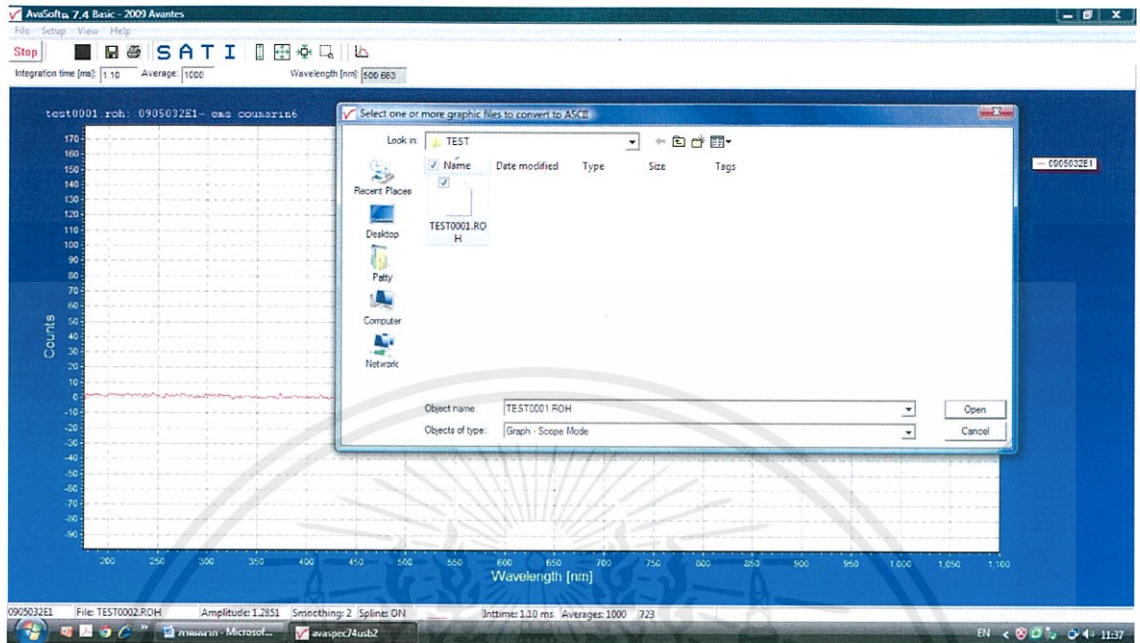 AvaSoft® 7.4 Basic - 2009 Avantes
File Setup View Help
Stop S A T I
Integration time [ms]: 1.10 Average: 1000 Wavelength [nm]: 500.663
test0001.roh: 0905032E1- ems coumarin6
Select one or more graphic files to convert to ASCII
Look in: TEST
Name Date modified Type Size Tags
Recent Places
Desktop
Patty
Computer
Network
TEST0001.RO
H
Object name: TEST0001.ROH Open
Objects of type: Graph - Scope Mode Cancel
0905032E1
Counts
170
160
150
140
130
120
110
100
90
80
70
60
50
40
30
20
10
0
-10
-20
-30
-40
-50
-60
-70
-80
-90
200 250 300 350 400 450 500 550 600 650 700 750 800 850 900 950 1,000 1,050 1,100
Wavelength [nm]
0905032E1 File: TEST0002.ROH Amplitude: 1.2851 Smoothing: 2 Spline: ON Inttime: 1.10 ms Averages: 1000 723
Microsof... avaspec74usb2 EN 11:37